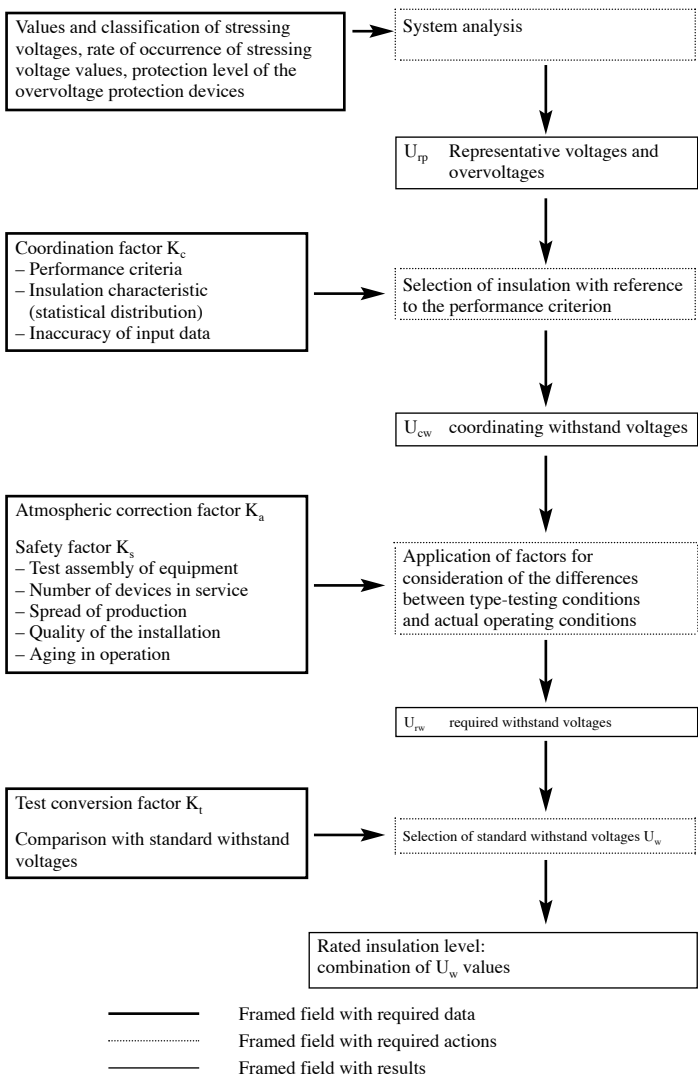 Values and classification of stressing
voltages, rate of occurrence of stressing
voltage values, protection level of the
overvoltage protection devices
System analysis
U_rp Representative voltages and
overvoltages
Coordination factor K_c
– Performance criteria
– Insulation characteristic
(statistical distribution)
– Inaccuracy of input data
Selection of insulation with reference
to the performance criterion
U_cw coordinating withstand voltages
Atmospheric correction factor K_a
Safety factor K_s
– Test assembly of equipment
– Number of devices in service
– Spread of production
– Quality of the installation
– Aging in operation
Application of factors for
consideration of the differences
between type-testing conditions
and actual operating conditions
U_rw required withstand voltages
Test conversion factor K_t
Comparison with standard withstand
voltages
Selection of standard withstand voltages U_w
Rated insulation level:
combination of U_w values
Framed field with required data
Framed field with required actions
Framed field with results